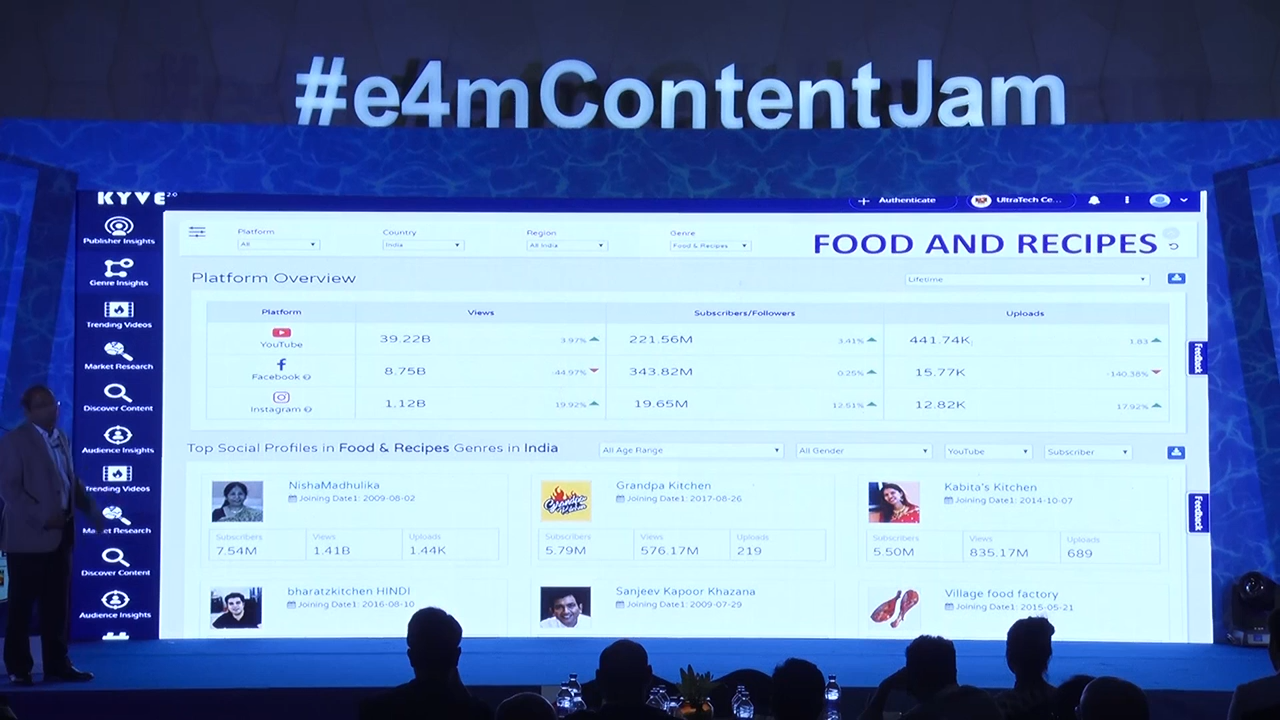 #e4mContentJam
KYVE 2.0
Authenticate
UltraTech Ce...
Publisher Insights
Genre Insights
Trending Videos
Market Research
Discover Content
Audience Insights
Trending Videos
Market Research
Discover Content
Audience Insights
#
Platform Country Region Genre
All India All India Food & Recipes
FOOD AND RECIPES
Platform Overview
Lifetime
Platform Views Subscribers/Followers Uploads
YouTube 39.22B 3.97% 221.56M 3.41% 441.74K 1.83
Facebook 8.75B -44.97% 343.82M 0.25% 15.77K -140.38%
Instagram 1.12B 19.92% 19.65M 12.51% 12.82K 17.92%
Feedback
Top Social Profiles in Food & Recipes Genres in India
All Age Range All Gender YouTube Subscriber
NishaMadhulika
Joining Date1: 2009-08-02
Subscribers Views Uploads
7.54M 1.41B 1.44K
Grandpa Kitchen
Joining Date1: 2017-08-26
Grandpa Kitchen
Subscribers Views Uploads
5.79M 576.17M 219
Kabita's Kitchen
Joining Date1: 2014-10-07
Subscribers Views Uploads
5.50M 835.17M 689
Feedback
bharatzkitchen HINDI
Joining Date1: 2016-08-10
Sanjeev Kapoor Khazana
Joining Date1: 2009-07-29
Village food factory
Joining Date1: 2015-05-21